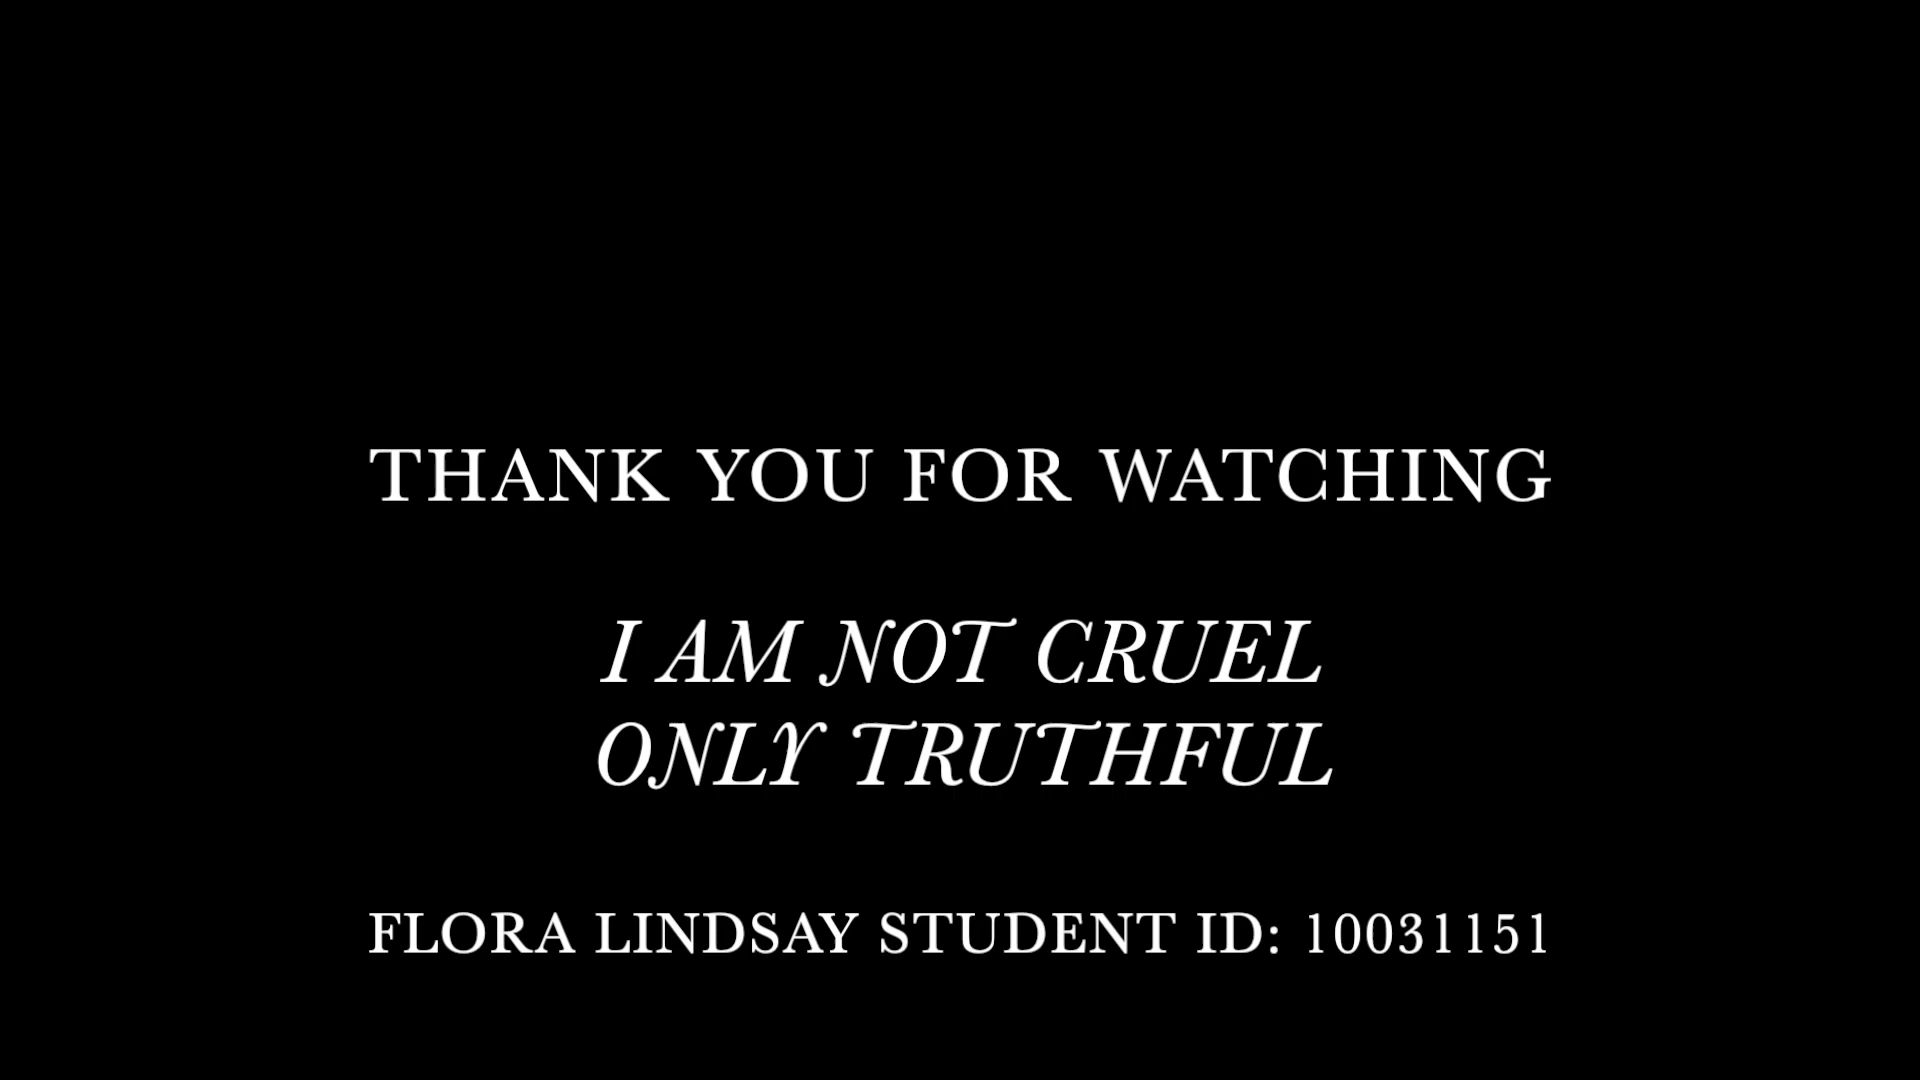 THANK YOU FOR WATCHING
I AM NOT CRUEL
ONLY TRUTHFUL
FLORA LINDSAY STUDENT ID: 10031151